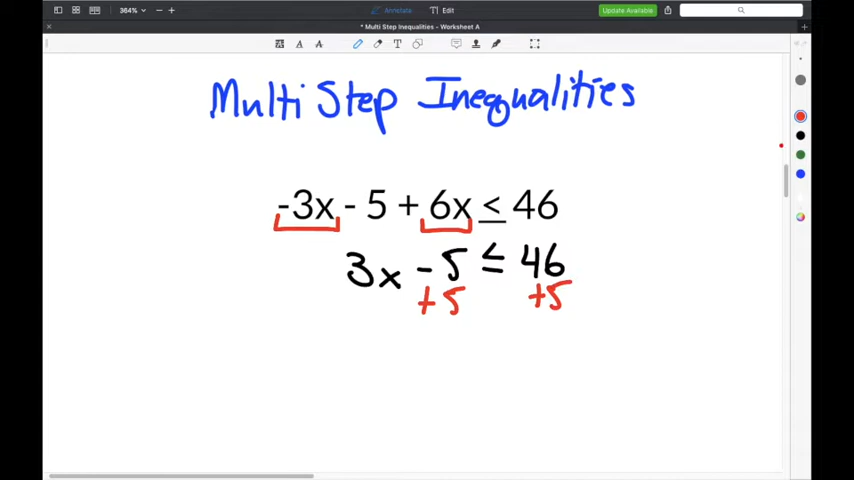 364%
Annotate
Edit
Update Available
* Multi Step Inequalities - Worksheet A
Multi Step Inequalities
-3x - 5 + 6x ≤ 46
3x - 5 ≤ 46
+5 +5